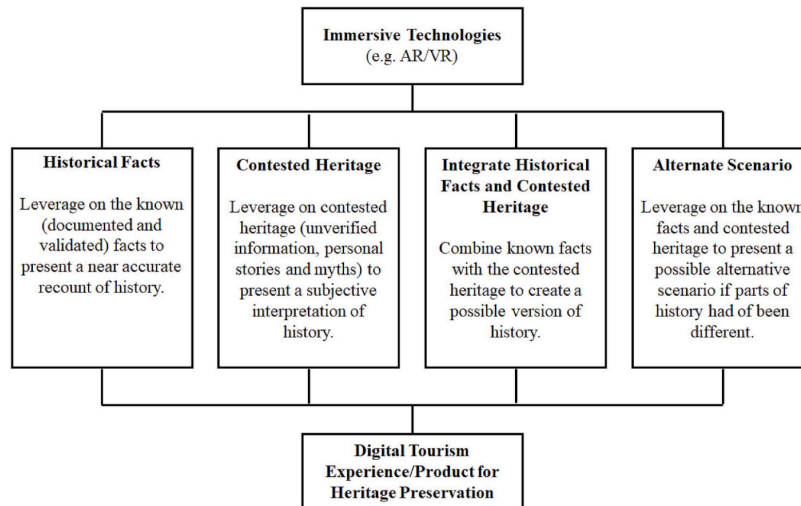 Immersive Technologies
(e.g. AR/VR)
Historical Facts
Leverage on the known
(documented and
validated) facts to
present a near accurate
recount of history.
Contested Heritage
Leverage on contested
heritage (unverified
information, personal
stories and myths) to
present a subjective
interpretation of
history.
Integrate Historical
Facts and Contested
Heritage
Combine known facts
with the contested
heritage to create a
possible version of
history.
Alternate Scenario
Leverage on the known
facts and contested
heritage to present a
possible alternative
scenario if parts of
history had of been
different.
Digital Tourism
Experience/Product for
Heritage Preservation